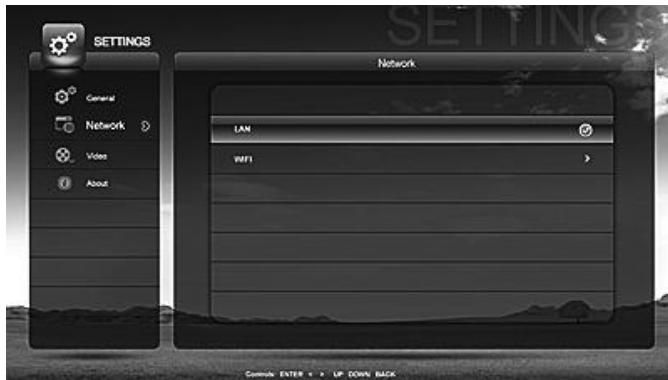 SETTINGS
SETTINGS
Network
General
Network
Video
About
LAN
WIFI
Controls: ENTER < > UP DOWN BACK